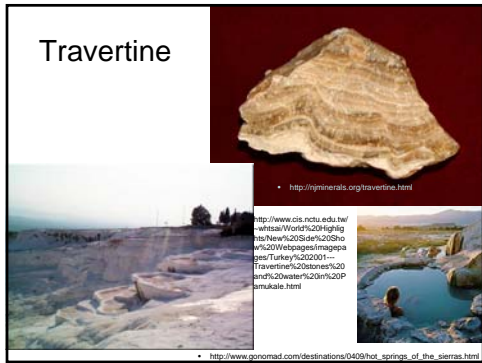 Travertine
• http://njminerals.org/travertine.html
http://www.cis.nctu.edu.tw/
~whtsai/World%20Highlig
hts/New%20Side%20Sho
w%20Webpages/imagepa
ges/Turkey%202001---
Travertine%20stones%20
and%20water%20in%20P
amukale.html
• http://www.gonomad.com/destinations/0409/hot_springs_of_the_sierras.html